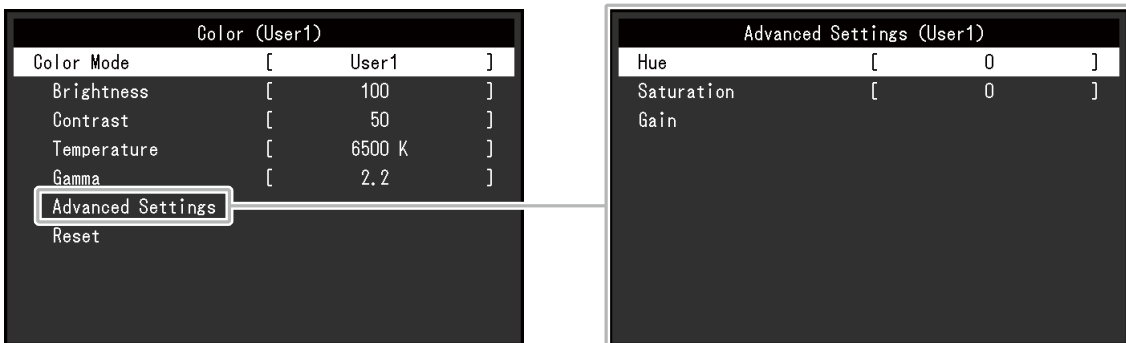 Color (User1)
Color Mode [ User1 ]
Brightness [ 100 ]
Contrast [ 50 ]
Temperature [ 6500 K ]
Gamma [ 2.2 ]
Advanced Settings
Reset
Advanced Settings (User1)
Hue [ 0 ]
Saturation [ 0 ]
Gain